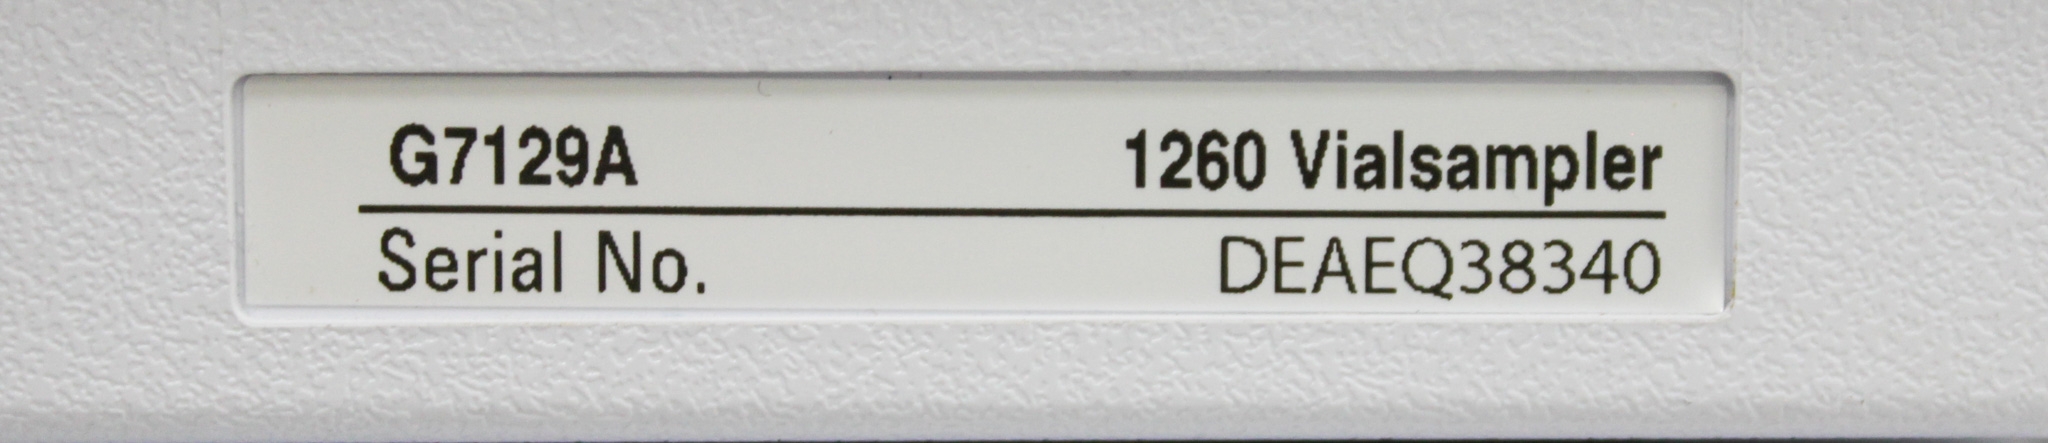 G7129A 1260 Vialsampler
Serial No. DEAEQ38340